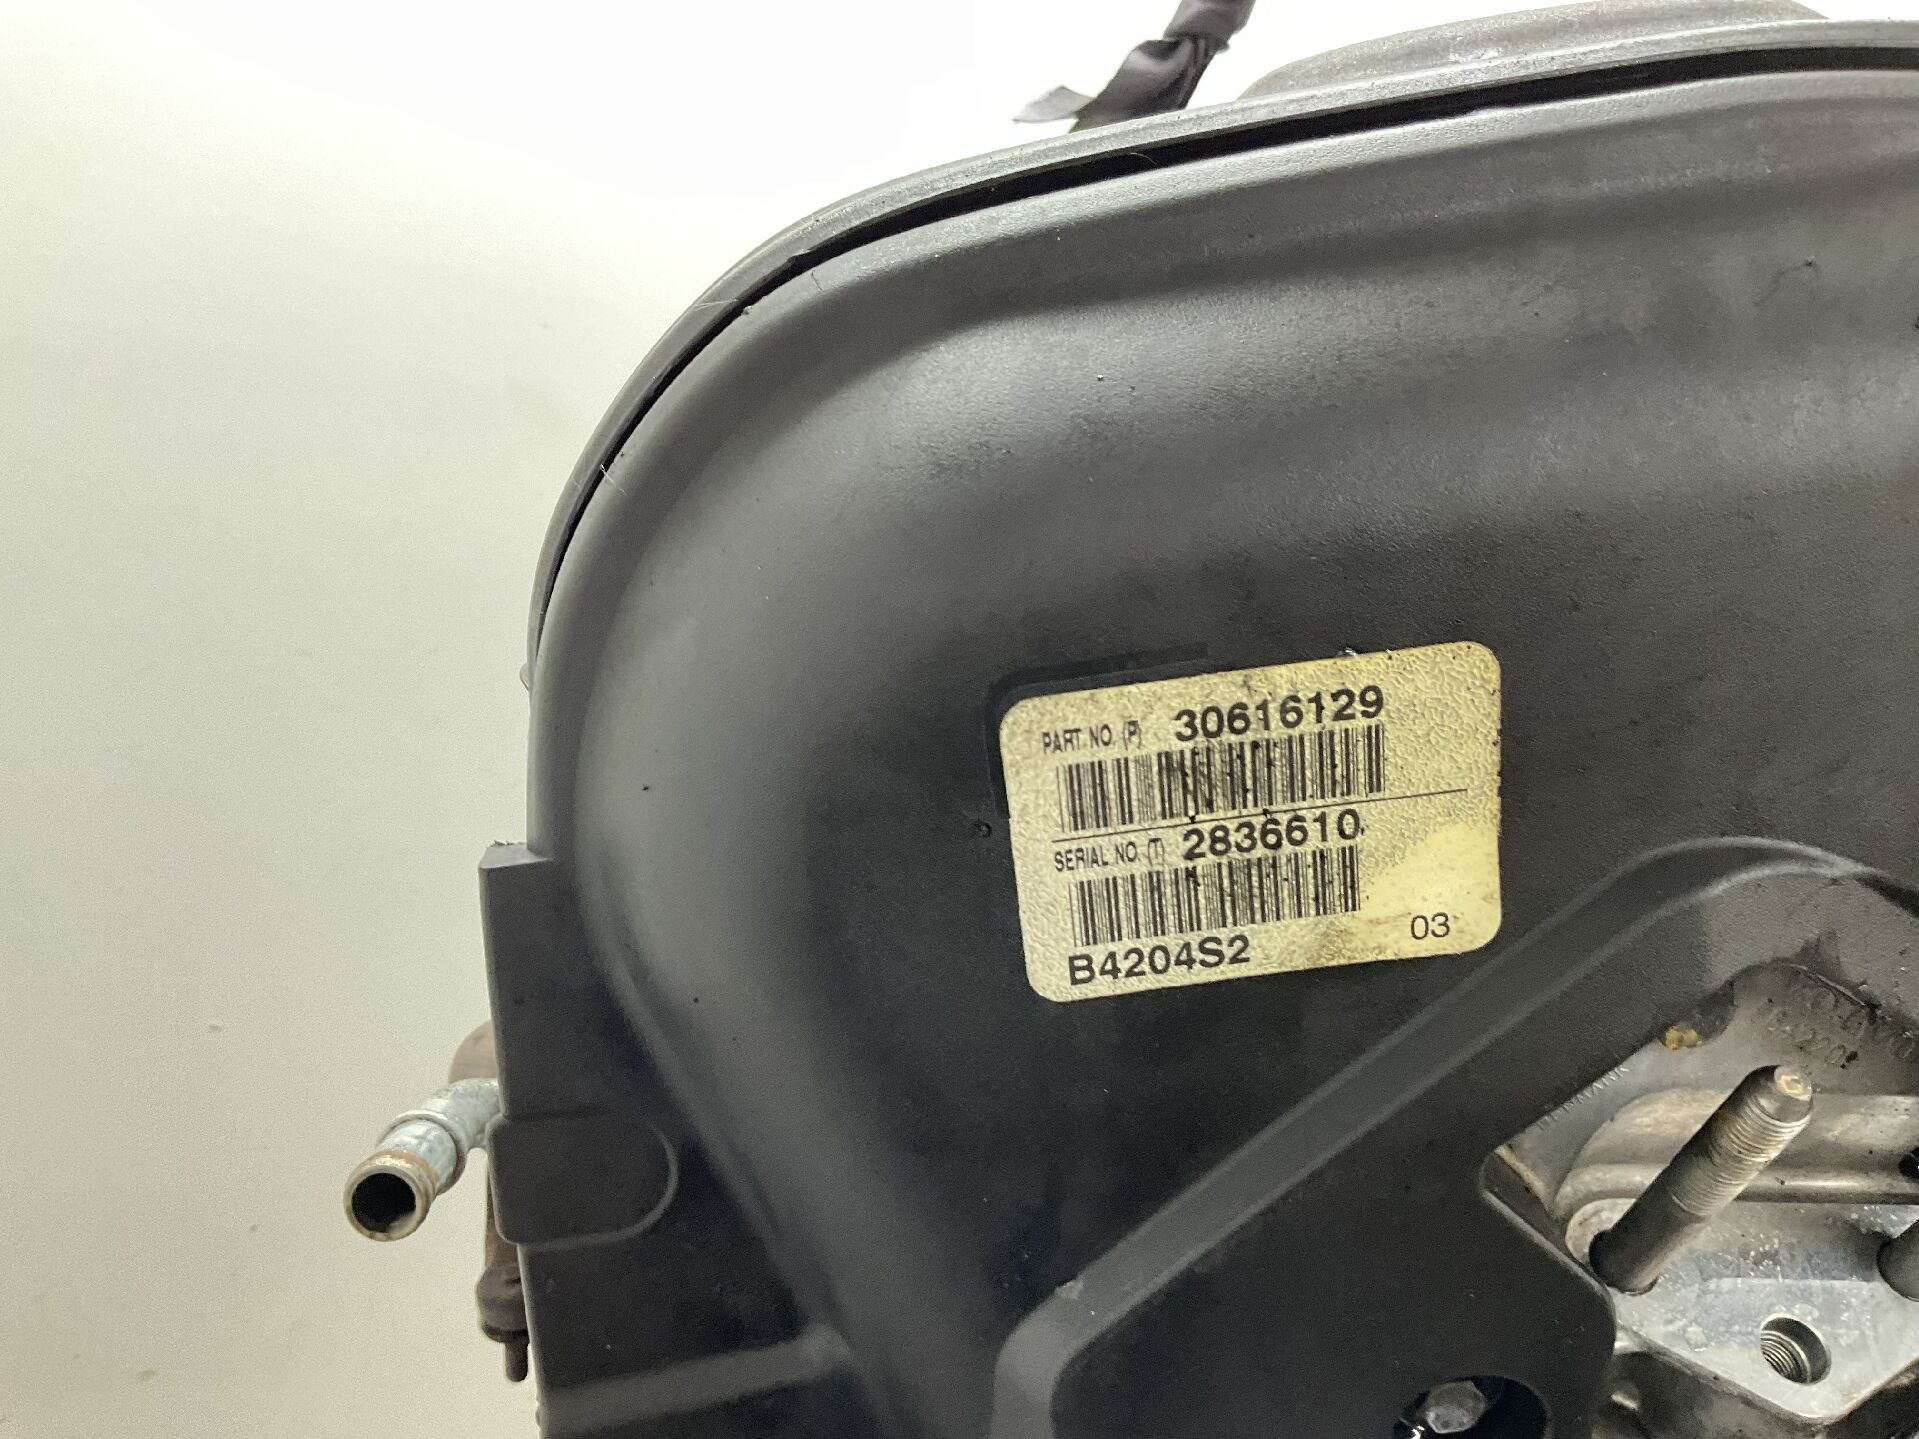 PART NO. (P) 30616129
SERIAL NO. (T) 2836610
03
B4204S2